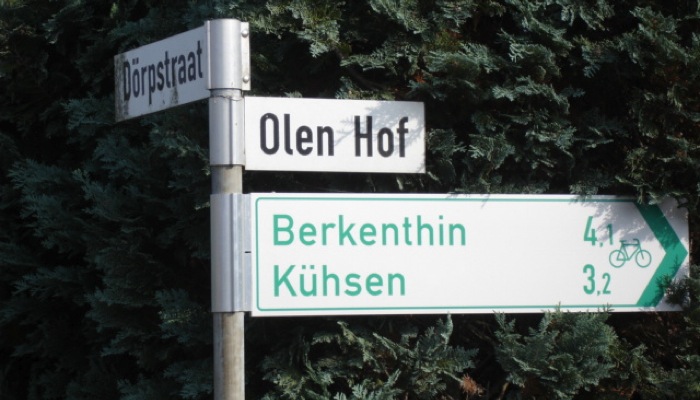 Dörpstraat
Olen Hof
Berkenthin 4,1
Kühsen 3,2